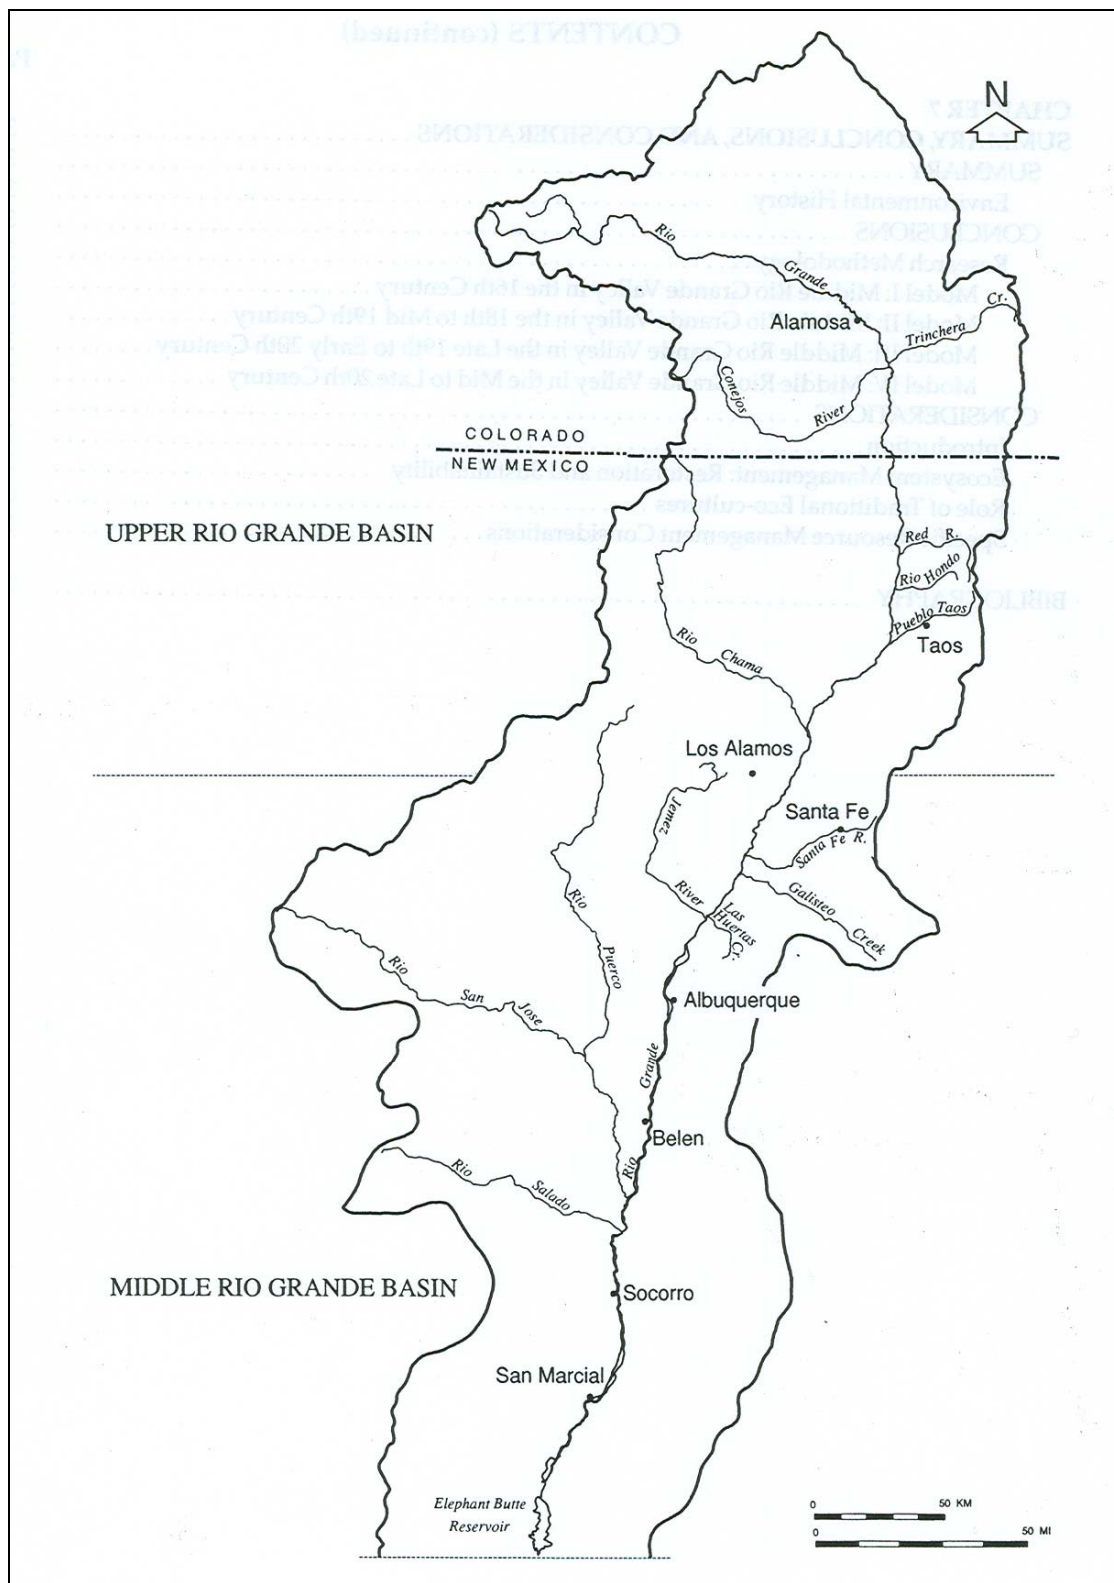 N
Rio
Grande
Alamosa
Cr.
Trinchera
Conejos
River
COLORADO
NEW MEXICO
UPPER RIO GRANDE BASIN
Red R.
Rio Hondo
Pueblo Taos
Taos
Rio
Chama
Los Alamos
Santa Fe
Santa Fe R.
Jemez
River
Las
Huertas
Cr.
Galisteo
Creek
Rio
Puerco
Rio
San
Jose
Albuquerque
Grande
Belen
Rio
Rio
Salado
MIDDLE RIO GRANDE BASIN
Socorro
San Marcial
Elephant Butte
Reservoir
0 50 KM
0 50 MI